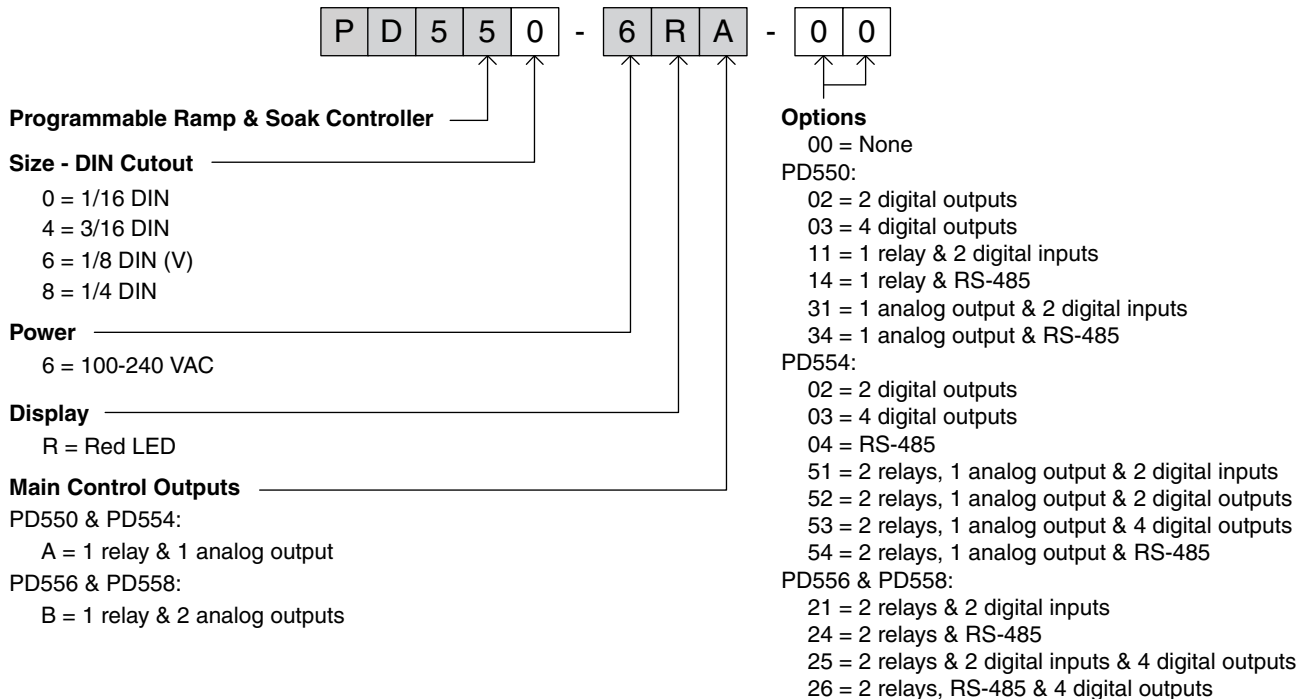 PD550 - 6RA - 00
Programmable Ramp & Soak Controller
Size - DIN Cutout
0 = 1/16 DIN
4 = 3/16 DIN
6 = 1/8 DIN (V)
8 = 1/4 DIN
Power
6 = 100-240 VAC
Display
R = Red LED
Main Control Outputs
PD550 & PD554:
A = 1 relay & 1 analog output
PD556 & PD558:
B = 1 relay & 2 analog outputs
Options
00 = None
PD550:
02 = 2 digital outputs
03 = 4 digital outputs
11 = 1 relay & 2 digital inputs
14 = 1 relay & RS-485
31 = 1 analog output & 2 digital inputs
34 = 1 analog output & RS-485
PD554:
02 = 2 digital outputs
03 = 4 digital outputs
04 = RS-485
51 = 2 relays, 1 analog output & 2 digital inputs
52 = 2 relays, 1 analog output & 2 digital outputs
53 = 2 relays, 1 analog output & 4 digital outputs
54 = 2 relays, 1 analog output & RS-485
PD556 & PD558:
21 = 2 relays & 2 digital inputs
24 = 2 relays & RS-485
25 = 2 relays & 2 digital inputs & 4 digital outputs
26 = 2 relays, RS-485 & 4 digital outputs